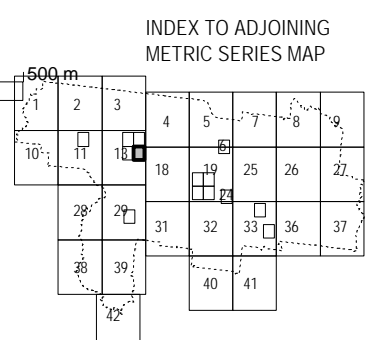 INDEX TO ADJOINING
METRIC SERIES MAP
500 m
1 2 3
4 5 7 8 9
6
10 11 13
18 19 25 26 27
24
28 29
31 32 33 36 37
38 39
40 41
42